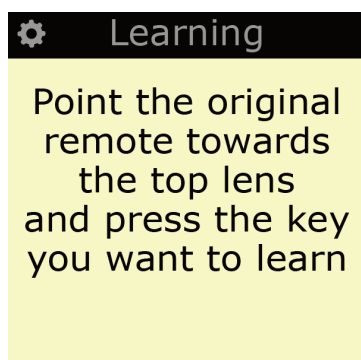 Learning
Point the original
remote towards
the top lens
and press the key
you want to learn